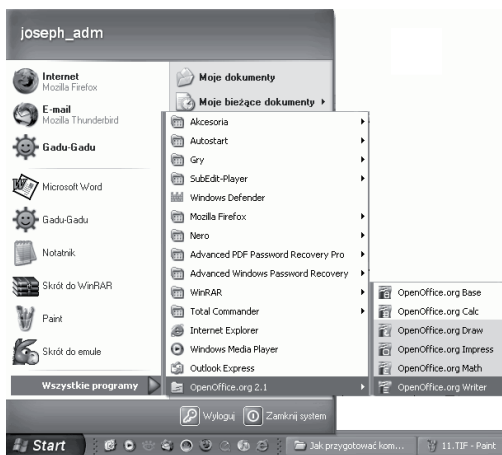 joseph_adm
Internet
Mozilla Firefox
E-mail
Mozilla Thunderbird
Gadu-Gadu
Microsoft Word
Gadu-Gadu
Notatnik
Skrót do WinRAR
Paint
Skrót do emule
Wszystkie programy
Moje dokumenty
Moje bieżące dokumenty
Akcesoria
Autostart
Gry
SubEdit-Player
Windows Defender
Mozilla Firefox
Nero
Advanced PDF Password Recovery Pro
Advanced Windows Password Recovery
WinRAR
Total Commander
Internet Explorer
Windows Media Player
Outlook Express
OpenOffice.org 2.1
OpenOffice.org Base
OpenOffice.org Calc
OpenOffice.org Draw
OpenOffice.org Impress
OpenOffice.org Math
OpenOffice.org Writer
Wyloguj Zamknij system
Start Jak przygotować kom... 11.TIF - Paint